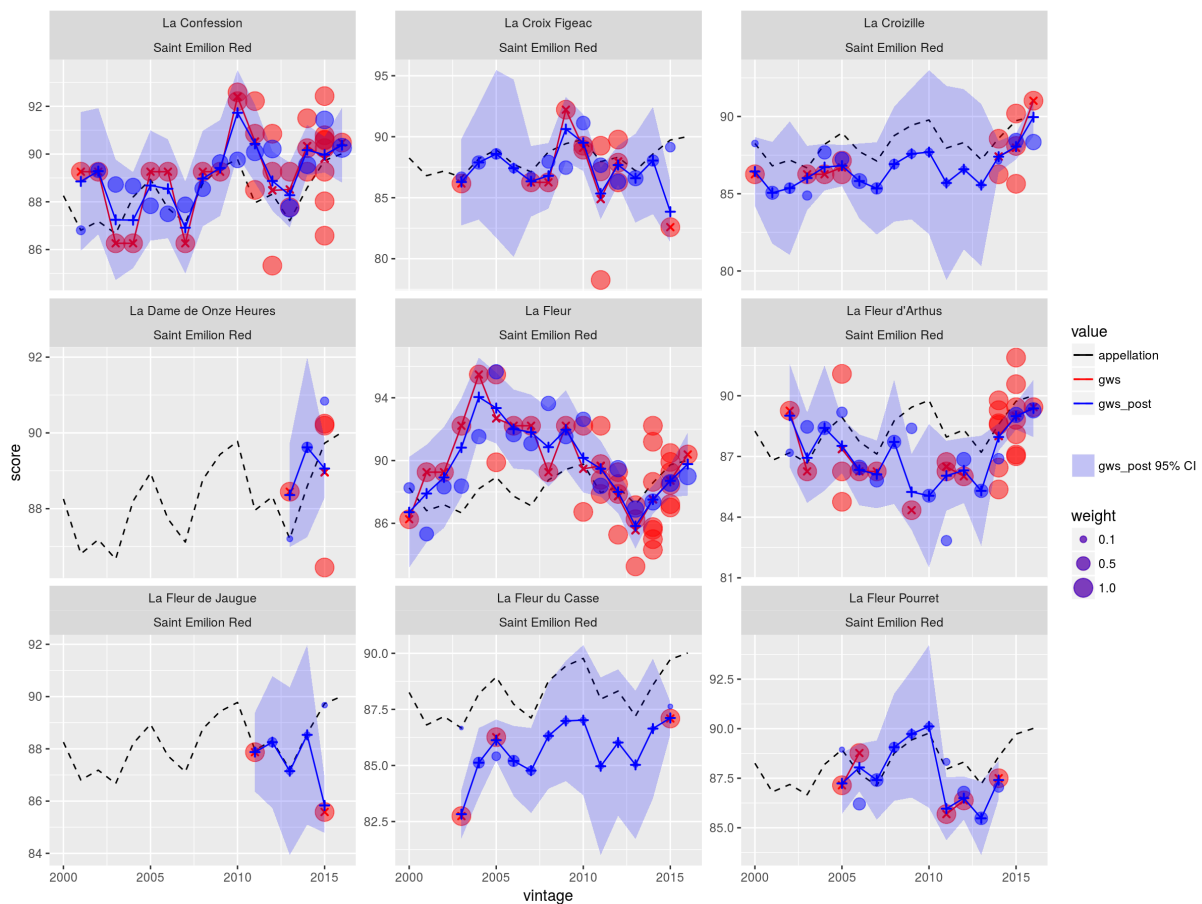 La Confession
Saint Emilion Red
La Croix Figeac
Saint Emilion Red
La Croizille
Saint Emilion Red
92
90
88
86
95
90
85
80
90
85
80
La Dame de Onze Heures
Saint Emilion Red
La Fleur
Saint Emilion Red
La Fleur d'Arthus
Saint Emilion Red
92
90
88
94
90
86
90
87
84
81
La Fleur de Jaugue
Saint Emilion Red
La Fleur du Casse
Saint Emilion Red
La Fleur Pourret
Saint Emilion Red
92
90
88
86
84
90.0
87.5
85.0
82.5
92.5
90.0
87.5
85.0
2000 2005 2010 2015
2000 2005 2010 2015
2000 2005 2010 2015
vintage
score
value
appellation
gws
gws_post
gws_post 95% CI
weight
0.1
0.5
1.0